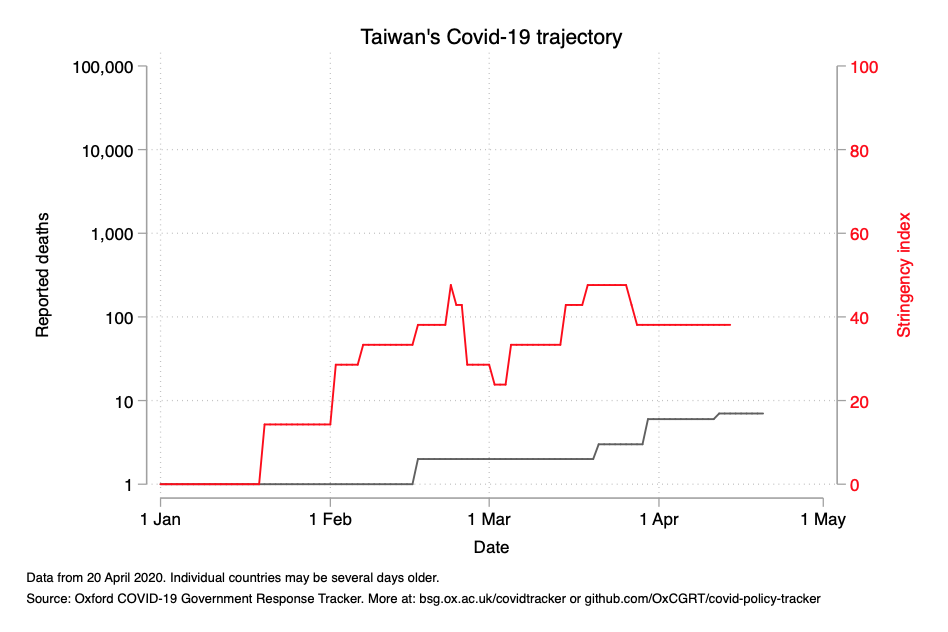 Taiwan's Covid-19 trajectory
100,000
10,000
1,000
100
10
1
Reported deaths
100
80
60
40
20
0
Stringency index
1 Jan
1 Feb
1 Mar
1 Apr
1 May
Date
Data from 20 April 2020. Individual countries may be several days older.
Source: Oxford COVID-19 Government Response Tracker. More at: bsg.ox.ac.uk/covidtracker or github.com/OxCGRT/covid-policy-tracker